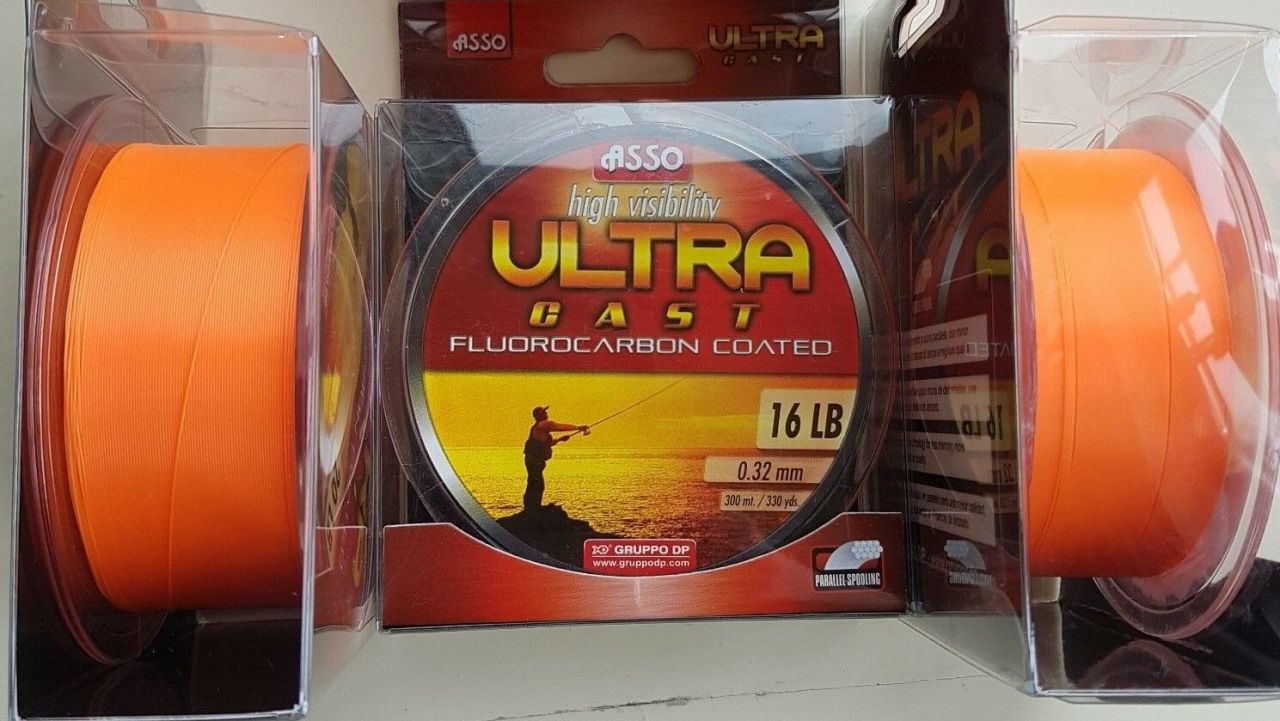 ASSO
ULTRA
CAST
ASSO
high visibility
ULTRA
CAST
FLUOROCARBON COATED
16 LB
0.32 mm
300 mt. / 330 yds.
GRUPPO DP
www.gruppodp.com
PARALLEL-SPOOLING